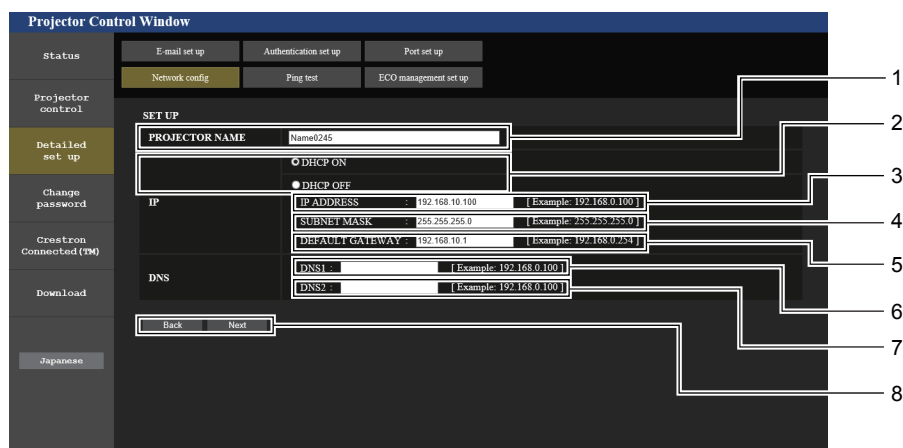 Projector Control Window
Status
E-mail set up
Authentication set up
Port set up
Network config
Ping test
ECO management set up
1
Projector
control
SET UP
2
PROJECTOR NAME Name0245
Detailed
set up
DHCP ON
3
DHCP OFF
Change
password
IP
IP ADDRESS : 192.168.10.100 [ Example: 192.168.0.100 ]
4
SUBNET MASK : 255.255.255.0 [ Example: 255.255.255.0 ]
Crestron
Connected(TM)
DEFAULT GATEWAY : 192.168.10.1 [ Example: 192.168.0.254 ]
5
DNS
DNS1 : [ Example: 192.168.0.100 ]
DNS2 : [ Example: 192.168.0.100 ]
Download
6
Back Next
7
Japanese
8